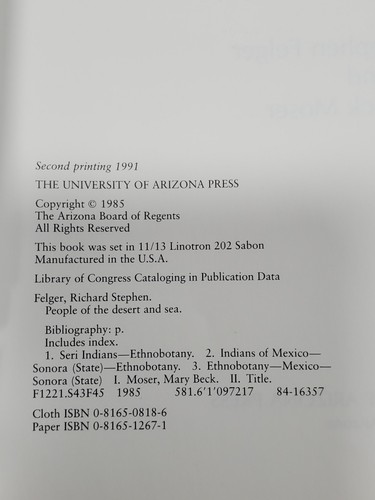 Second printing 1991
THE UNIVERSITY OF ARIZONA PRESS
Copyright © 1985
The Arizona Board of Regents
All Rights Reserved
This book was set in 11/13 Linotron 202 Sabon
Manufactured in the U.S.A.
Library of Congress Cataloging in Publication Data
Felger, Richard Stephen.
People of the desert and sea.
Bibliography: p.
Includes index.
1. Seri Indians—Ethnobotany. 2. Indians of Mexico—
Sonora (State)—Ethnobotany. 3. Ethnobotany—Mexico—
Sonora (State) I. Moser, Mary Beck. II. Title.
F1221.S43F45 1985 581.6'1'097217 84-16357
Cloth ISBN 0-8165-0818-6
Paper ISBN 0-8165-1267-1